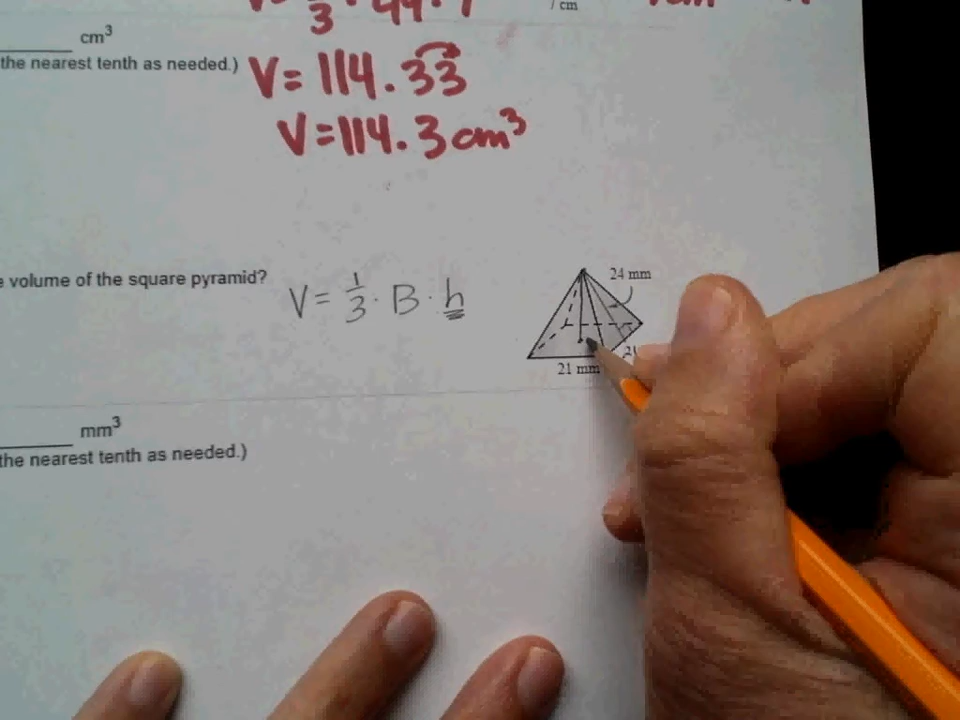 / cm
cm³
the nearest tenth as needed.)
V = 114.33
V = 114.3 cm³
volume of the square pyramid?
V = 1/3 · B · h
24 mm
21 mm
mm³
the nearest tenth as needed.)